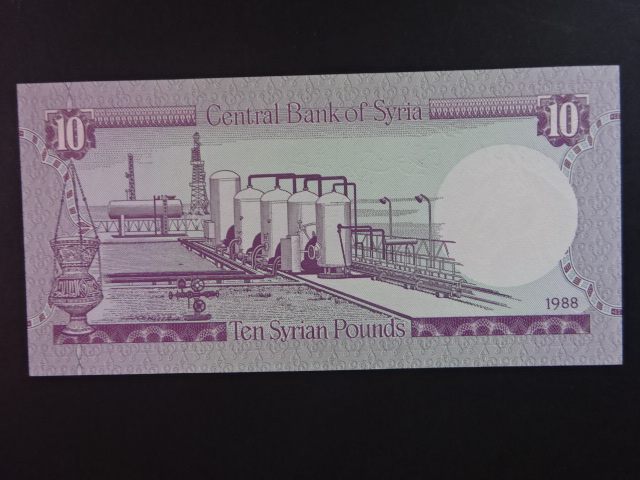 Central Bank of Syria
10 10
1988
Ten Syrian Pounds